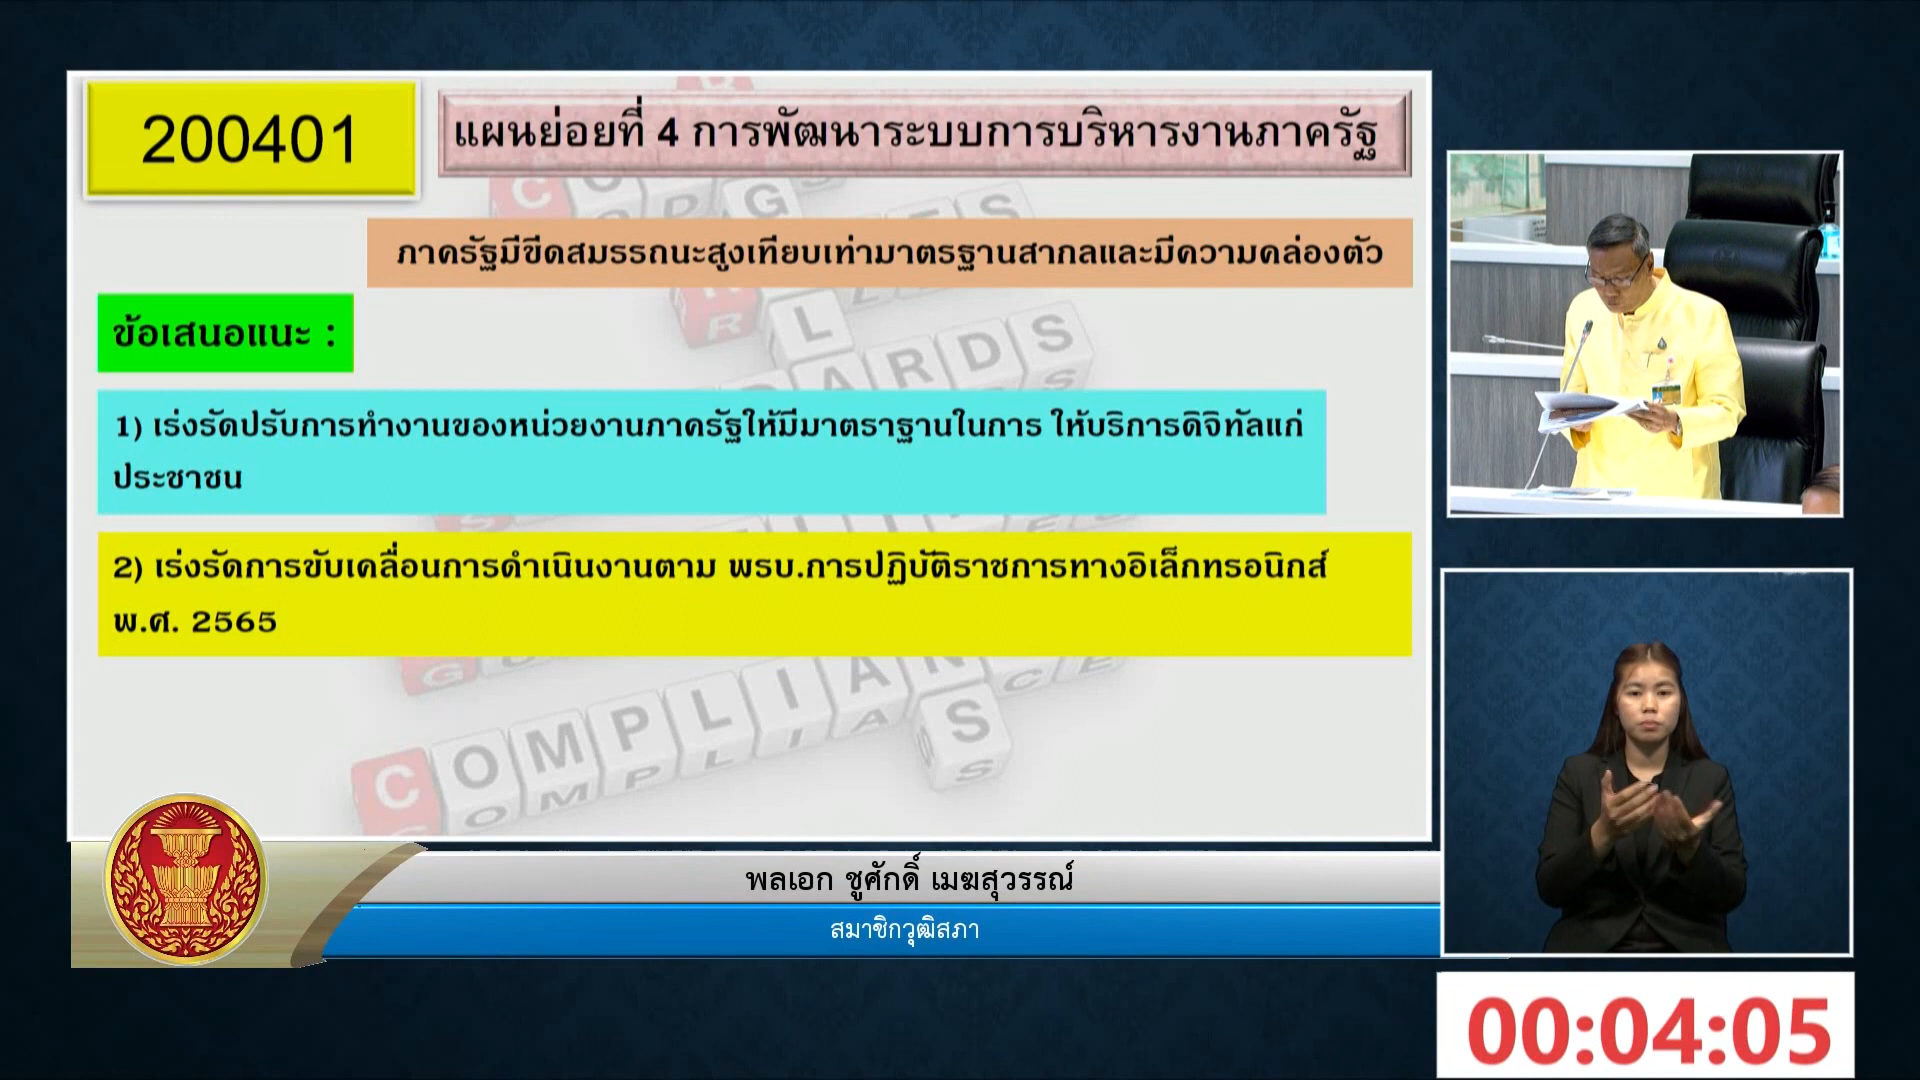 200401
แผนย่อยที่ 4 การพัฒนาระบบการบริหารงานภาครัฐ
ภาครัฐมีขีดสมรรถนะสูงเทียบเท่ามาตรฐานสากลและมีความคล่องตัว
ข้อเสนอแนะ :
1) เร่งรัดปรับการทำงานของหน่วยงานภาครัฐให้มีมาตราฐานในการ ให้บริการดิจิทัลแก่
ประชาชน
2) เร่งรัดการขับเคลื่อนการดำเนินงานตาม พรบ.การปฏิบัติราชการทางอิเล็กทรอนิกส์
พ.ศ. 2565
COMPLIAN
พลเอก ชูศักดิ์ เมฆสุวรรณ์
สมาชิกวุฒิสภา
00:04:05